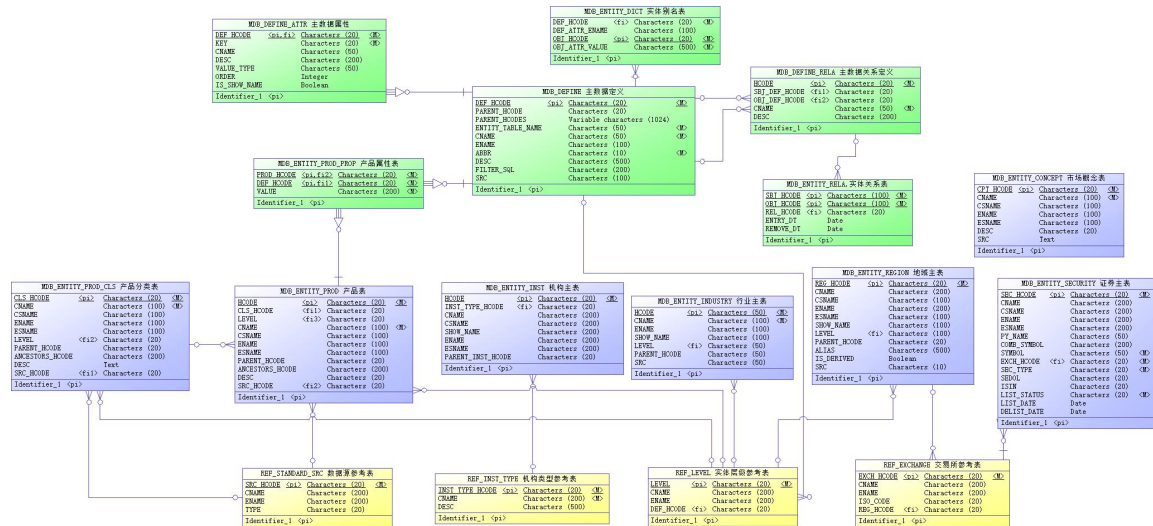 MDB_DEFINE_ATTR 主数据属性
DEF_HCODE <pi,fi> Characters (20) <M>
KEY Characters (20) <M>
CNAME Characters (50)
DESC Characters (200)
VALUE_TYPE Characters (50)
ORDER Integer
IS_SHOW_NAME Boolean
Identifier_1 <pi>
MDB_ENTITY_DICT 实体别名表
DEF_HCODE <fi> Characters (20) <M>
DEF_ATTR_ENAME Characters (100)
OBT_HCODE <pi> Characters (20) <M>
OBJ_ATTR_VALUE Characters (500) <M>
Identifier_1 <pi>
MDB_DEFINE 主数据定义
DEF_HCODE <pi> Characters (20) <M>
PARENT_HCODE Characters (20)
PARENT_HCODES Variable characters (1024)
ENTITY_TABLE_NAME Characters (50) <M>
CNAME Characters (50) <M>
ENAME Characters (100)
ABBR Characters (10) <M>
DESC Characters (500)
FILTER_SQL Characters (200)
SRC Characters (100)
Identifier_1 <pi>
MDB_DEFINE_RELA 主数据关系定义
HCODE <pi> Characters (20) <M>
SBJ_DEF_HCODE <fi1> Characters (20)
OBJ_DEF_HCODE <fi2> Characters (20)
CNAME Characters (50) <M>
DESC Characters (200)
Identifier_1 <pi>
MDB_ENTITY_PROD_PROP 产品属性表
PROD_HCODE <pi,fi2> Characters (20) <M>
DEF_HCODE <pi,fi1> Characters (20) <M>
VALUE Characters (200) <M>
Identifier_1 <pi>
MDB_ENTITY_RELA.实体关系表
SBT_HCODE <pi> Characters (100) <M>
OBT_HCODE <pi> Characters (100) <M>
REL_HCODE <fi> Characters (20)
ENTRY_DT Date
REMOVE_DT Date
Identifier_1 <pi>
MDB_ENTITY_CONCEPT 市场概念表
CPT_HCODE <pi> Characters (20) <M>
CNAME Characters (100) <M>
CSNAME Characters (100)
ENAME Characters (100)
ESNAME Characters (100)
DESC Characters (20)
SRC Text
Identifier_1 <pi>
MDB_ENTITY_PROD_CLS 产品分类表
CLS_HCODE <pi> Characters (20) <M>
CNAME Characters (100) <M>
CSNAME Characters (100)
ENAME Characters (100)
ESNAME Characters (100)
LEVEL <fi2> Characters (20)
PARENT_HCODE Characters (20)
ANCESTORS_HCODE Characters (200)
DESC Text
SRC_HCODE <fi1> Characters (20)
Identifier_1 <pi>
MDB_ENTITY_PROD 产品表
HCODE <pi> Characters (20) <M>
CLS_HCODE <fi1> Characters (20)
LEVEL <fi3> Characters (20)
CNAME Characters (100) <M>
CSNAME Characters (100)
ENAME Characters (100)
ESNAME Characters (100)
PARENT_HCODE Characters (20)
ANCESTORS_HCODE Characters (200)
DESC Characters (20)
SRC_HCODE <fi2> Characters (20)
Identifier_1 <pi>
MDB_ENTITY_INST 机构主表
HCODE <pi> Characters (20) <M>
INST_TYPE_HCODE <fi> Characters (20)
CNAME Characters (200)
CSNAME Characters (200)
SHOW_NAME Characters (200)
ENAME Characters (200)
ESNAME Characters (200)
PARENT_INST_HCODE Characters (20)
Identifier_1 <pi>
MDB_ENTITY_INDUSTRY 行业主表
HCODE <pi> Characters (50) <M>
CNAME Characters (100) <M>
ENAME Characters (100)
SHOW_NAME Characters (100)
LEVEL <fi> Characters (50)
PARENT_HCODE Characters (50)
SRC Characters (50)
Identifier_1 <pi>
MDB_ENTITY_REGION 地域主表
REG_HCODE <pi> Characters (20) <M>
CNAME Characters (200)
CSNAME Characters (100)
ENAME Characters (100)
ESNAME Characters (100)
SHOW_NAME Characters (100)
LEVEL <fi> Characters (100)
PARENT_HCODE Characters (20)
ALIAS Characters (500)
IS_DERIVED Boolean
SRC Characters (10)
Identifier_1 <pi>
MDB_ENTITY_SECURITY 证券主表
SEC_HCODE <pi> Characters (20) <M>
CNAME Characters (200)
CSNAME Characters (200)
ENAME Characters (200)
ESNAME Characters (200)
PY_NAME Characters (50)
COMB_SYMBOL Characters (200)
SYMBOL Characters (50) <M>
EXCH_HCODE <fi> Characters (20) <M>
SEC_TYPE Characters (20) <M>
SEDOL Characters (20)
ISIN Characters (20)
LIST_STATUS Characters (20) <M>
LIST_DATE Date
DELIST_DATE Date
Identifier_1 <pi>
REF_STANDARD_SRC 数据源参考表
SRC_HCODE <pi> Characters (20) <M>
CNAME Characters (200)
ENAME Characters (200)
TYPE Characters (20)
Identifier_1 <pi>
REF_INST_TYPE 机构类型参考表
INST_TYPE_HCODE <pi> Characters (20) <M>
CNAME Characters (200) <M>
DESC Characters (500)
Identifier_1 <pi>
REF_LEVEL 实体层级参考表
LEVEL <pi> Characters (20) <M>
CNAME Characters (200)
ENAME Characters (200)
DEF_HCODE <fi> Characters (20)
Identifier_1 <pi>
REF_EXCHANGE 交易所参考表
EXCH_HCODE <pi> Characters (20) <M>
CNAME Characters (200)
ENAME Characters (200)
ISO_CODE Characters (20)
REG_HCODE <fi> Characters (20)
Identifier_1 <pi>